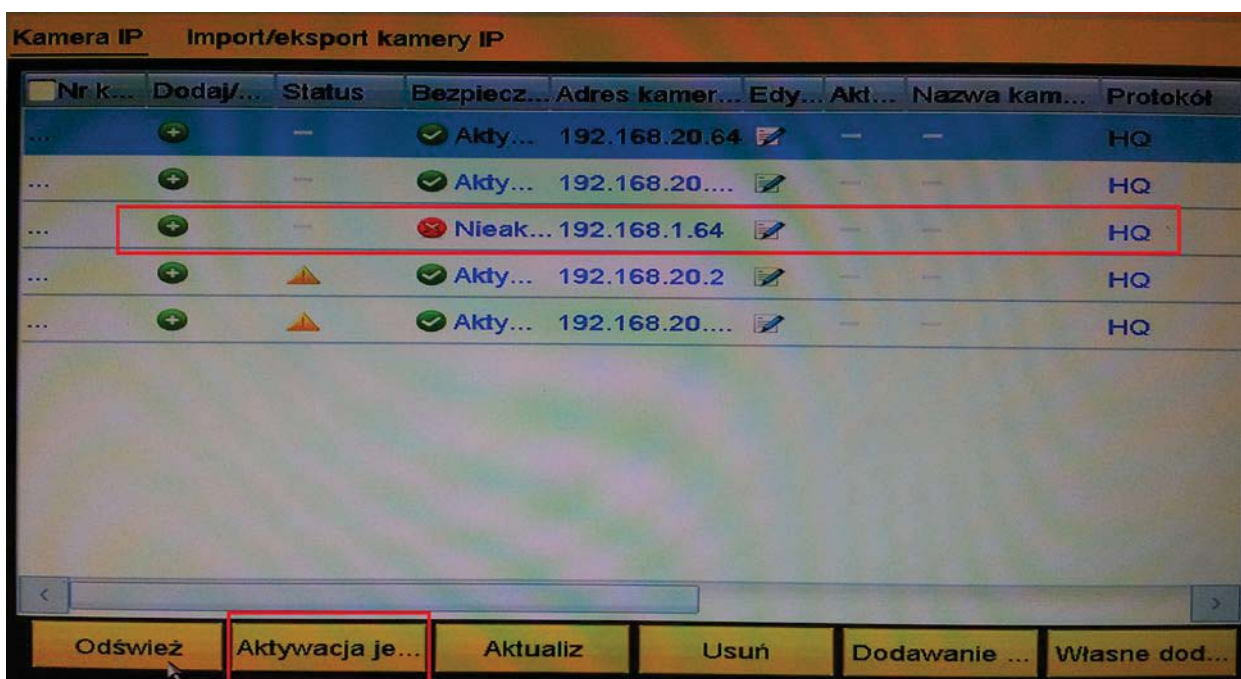 Kamera IP Import/eksport kamery IP
Nr k... Dodaj/... Status Bezpiecz... Adres kamer... Edy... Akt... Nazwa kam... Protokół
... Akty... 192.168.20.64 HQ
... Akty... 192.168.20.... HQ
... Nieak... 192.168.1.64 HQ
... Akty... 192.168.20.2 HQ
... Akty... 192.168.20.... HQ
Odśwież Aktywacja je... Aktualiz Usuń Dodawanie ... Własne dod...